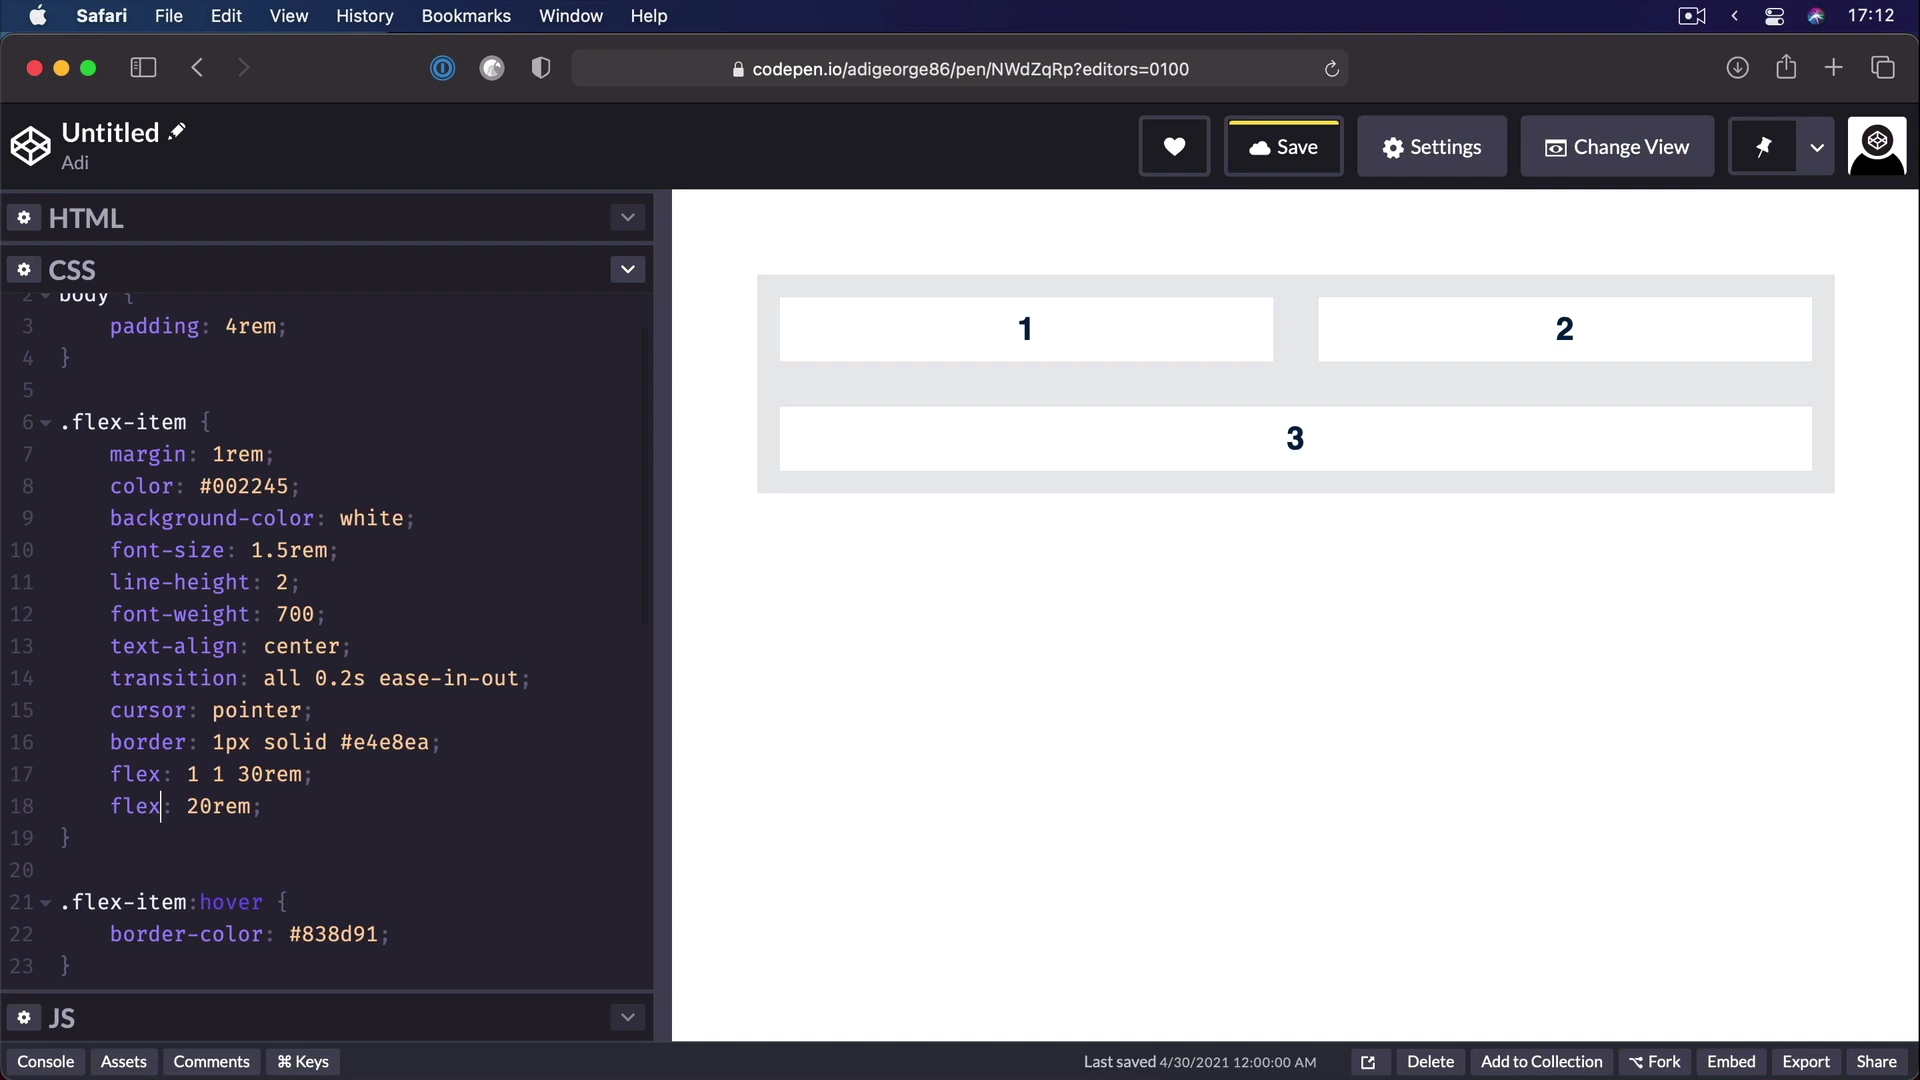 Safari File Edit View History Bookmarks Window Help 17:12
codepen.io/adigeorge86/pen/NWdZqRp?editors=0100
Untitled
Adi
Save Settings Change View
HTML
CSS
2 body {
3 padding: 4rem;
4 }
5
6 .flex-item {
7 margin: 1rem;
8 color: #002245;
9 background-color: white;
10 font-size: 1.5rem;
11 line-height: 2;
12 font-weight: 700;
13 text-align: center;
14 transition: all 0.2s ease-in-out;
15 cursor: pointer;
16 border: 1px solid #e4e8ea;
17 flex: 1 1 30rem;
18 flex: 20rem;
19 }
20
21 .flex-item:hover {
22 border-color: #838d91;
23 }
JS
1 2
3
Console Assets Comments ⌘ Keys Last saved 4/30/2021 12:00:00 AM Delete Add to Collection Fork Embed Export Share